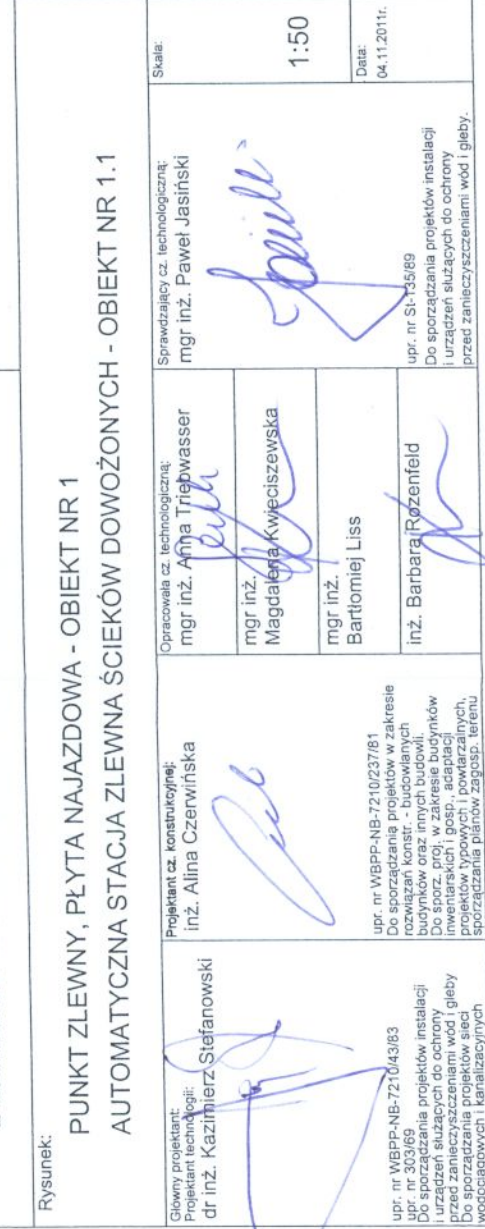 Rysunek:
PUNKT ZLEWNY, PŁYTA NAJAZDOWA - OBIEKT NR 1
AUTOMATYCZNA STACJA ZLEWNA ŚCIEKÓW DOWOŻONYCH - OBIEKT NR 1.1
Główny projektant:
Projektant technologii:
dr inż. Kazimierz Stefanowski
upr. nr WBPP-NB-7210/43/83
upr. nr 303/69
Do sporządzania projektów instalacji
i urządzeń służących do ochrony
przed zanieczyszczeniami wód i gleby
Do sporządzania projektów sieci
wodociągowych i kanalizacyjnych
Projektant cz. konstrukcyjnej:
inż. Alina Czerwińska
upr. nr WBPP-NB-7210/237/81
Do sporządzania projektów w zakresie
rozwiązań konstr. - budowlanych
budynków oraz innych budowli.
Do sporz. proj. w zakresie budynków
inwentarskich i gosp., adaptacji
projektów typowych i powtarzalnych,
sporządzania planów zagosp. terenu
Opracowała cz. technologiczną:
mgr inż. Anna Triebwasser
mgr inż.
Magdalena Kwieciszewska
mgr inż.
Bartłomiej Liss
inż. Barbara Rozenfeld
Sprawdzający cz. technologiczną:
mgr inż. Paweł Jasiński
upr. nr St-135/89
Do sporządzania projektów instalacji
i urządzeń służących do ochrony
przed zanieczyszczeniami wód i gleby.
Skala:
1:50
Data:
04.11.2011r.